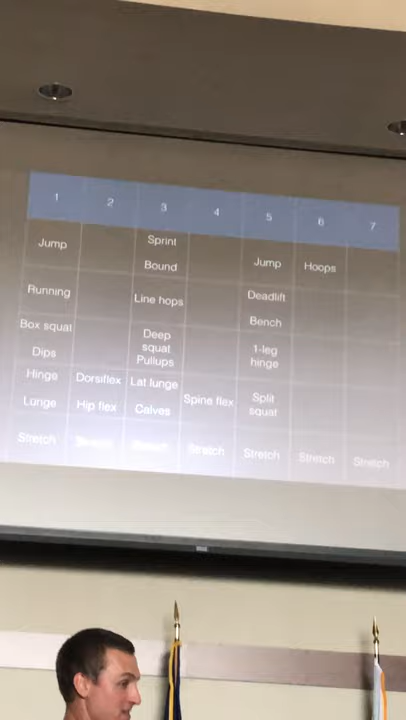 1 2 3 4 5 6 7
Jump Sprint
Bound Jump Hoops
Running Line hops Deadlift
Bench
Box squat Deep
squat 1-leg
Dips Pullups hinge
Hinge Dorsiflex Lat lunge Spine flex Split
Lunge Hip flex Calves squat
Stretch Stretch Stretch Stretch Stretch Stretch Stretch